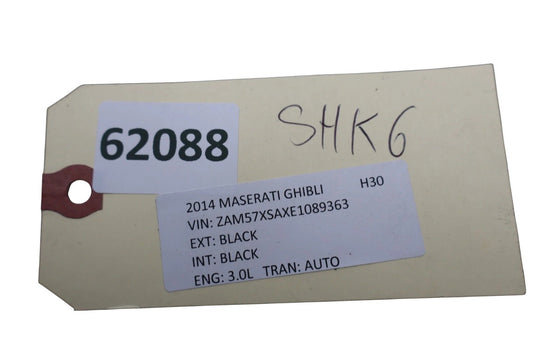 SHK6
62088
2014 MASERATI GHIBLI H30
VIN: ZAM57XSAXE1089363
EXT: BLACK
INT: BLACK
ENG: 3.0L TRAN: AUTO